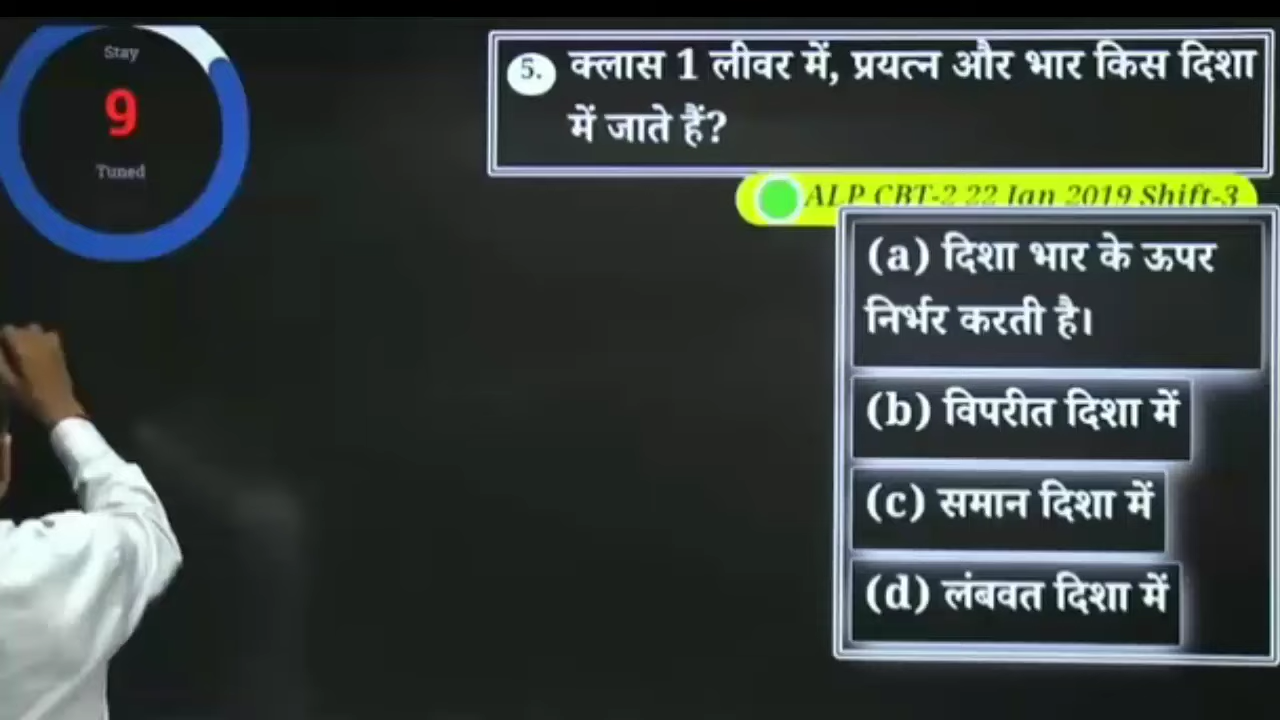 Stay
9
Tuned
5. क्लास 1 लीवर में, प्रयत्न और भार किस दिशा
में जाते हैं?
ALP CBT-2 22 Jan 2019 Shift-3
(a) दिशा भार के ऊपर
निर्भर करती है।
(b) विपरीत दिशा में
(c) समान दिशा में
(d) लंबवत दिशा में